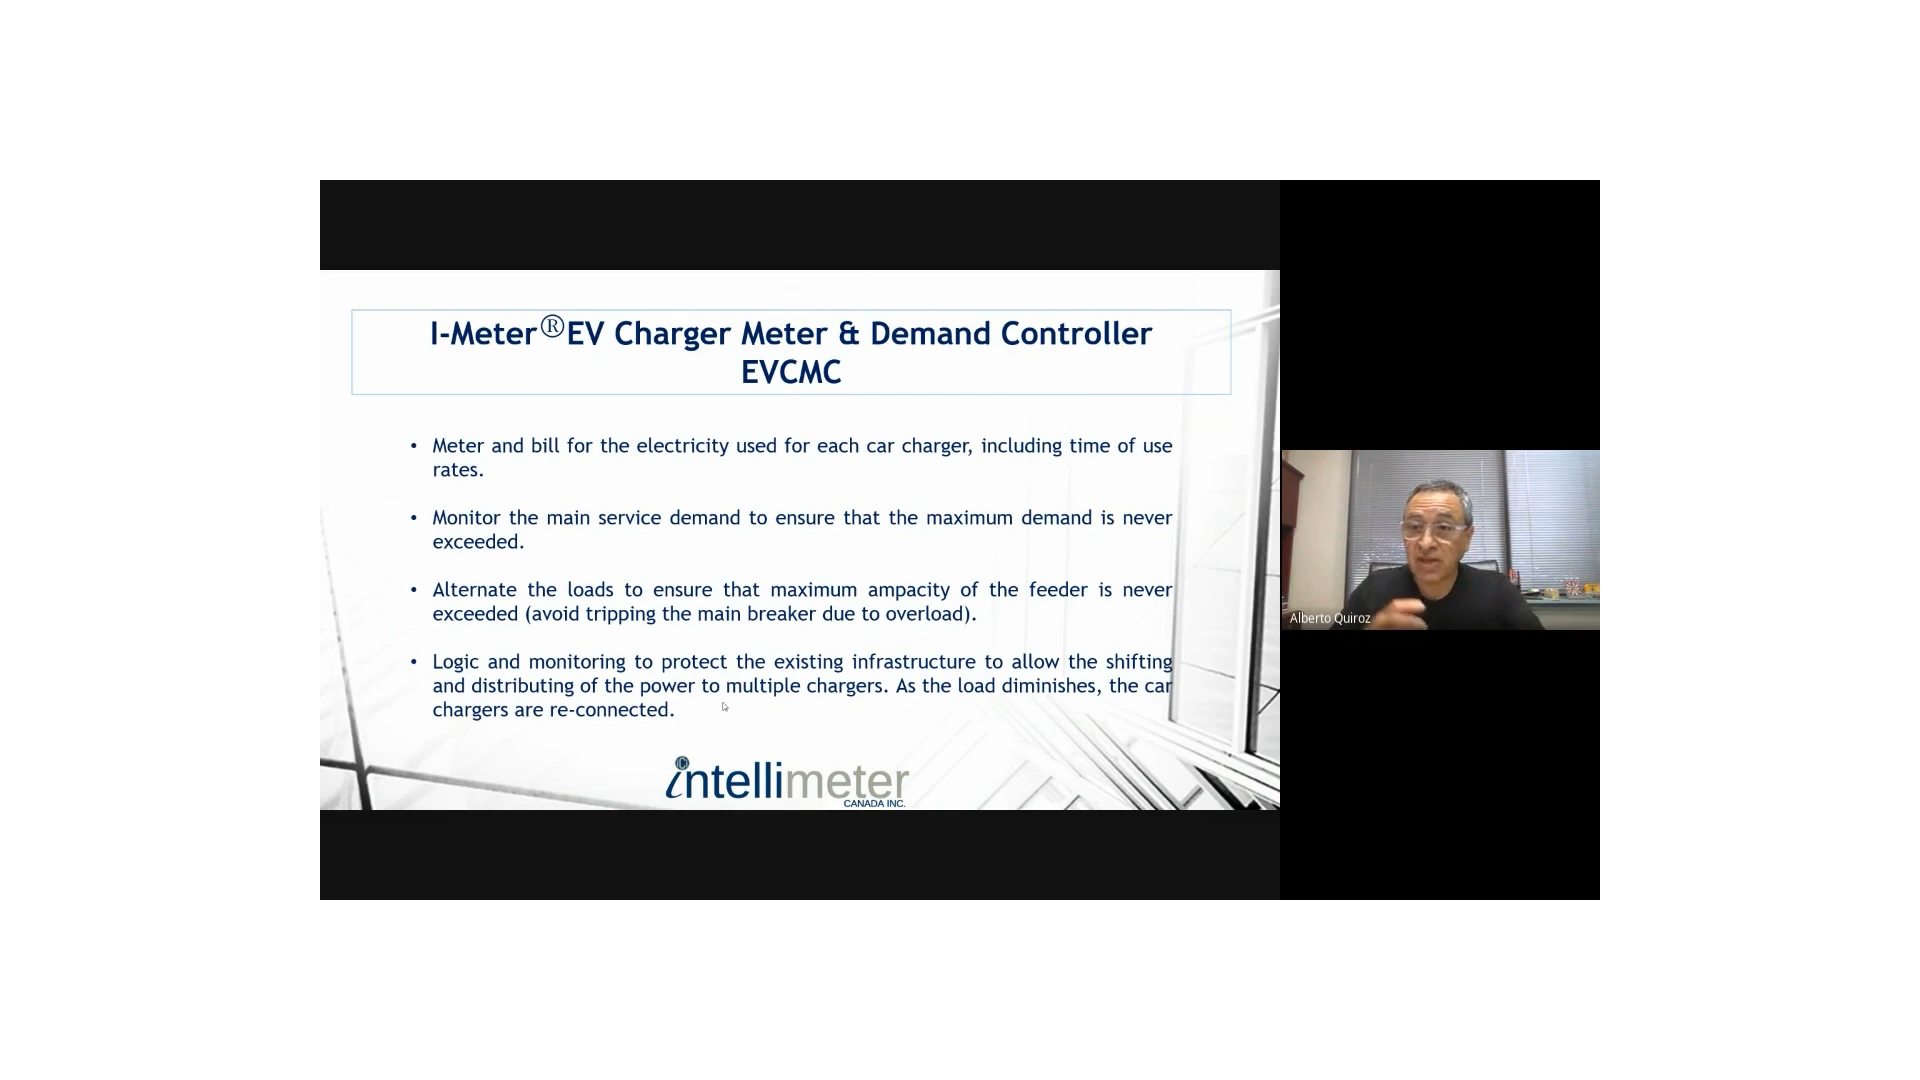 I-Meter®EV Charger Meter & Demand Controller
EVCMC
• Meter and bill for the electricity used for each car charger, including time of use
rates.
• Monitor the main service demand to ensure that the maximum demand is never
exceeded.
• Alternate the loads to ensure that maximum ampacity of the feeder is never
exceeded (avoid tripping the main breaker due to overload).
• Logic and monitoring to protect the existing infrastructure to allow the shifting
and distributing of the power to multiple chargers. As the load diminishes, the car
chargers are re-connected.
intellimeter
CANADA INC.
Alberto Quiroz